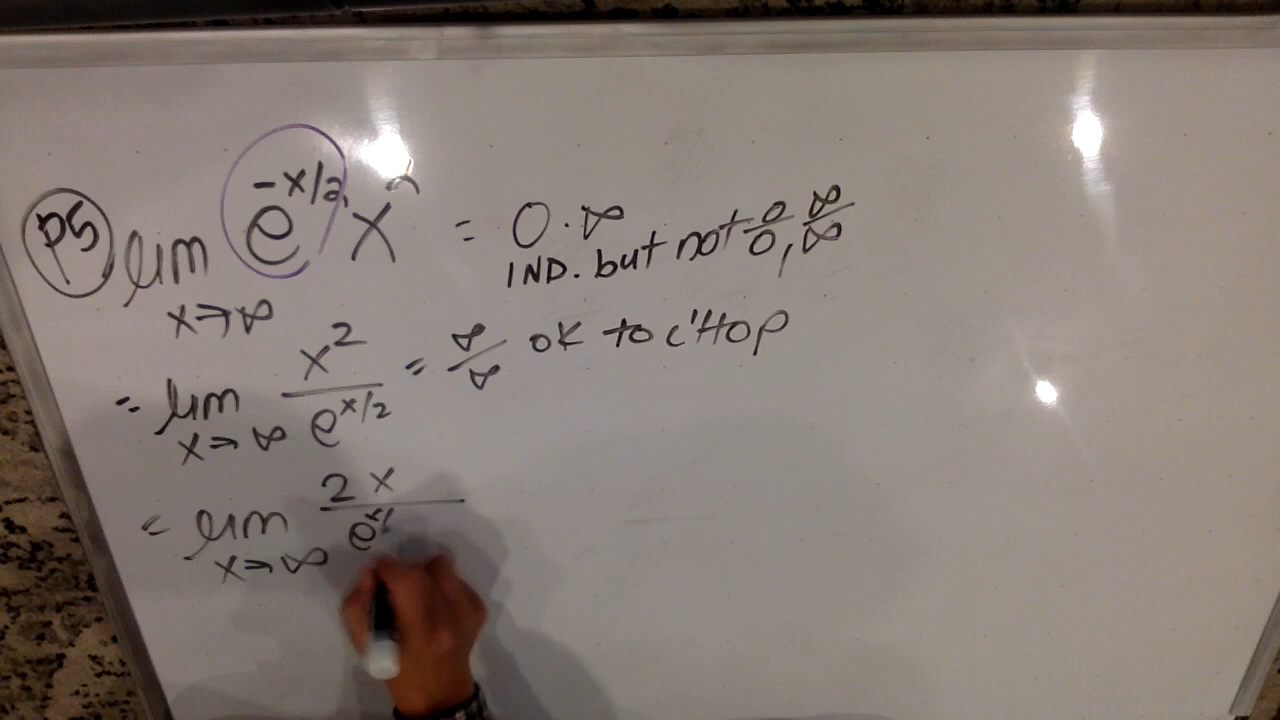 P5 lim x→∞ e^(-x/2) · x^2 = 0·∞
IND. but not 0/0, ∞/∞
= lim x→∞ x^2/e^(x/2) = ∞/∞ OK to L'HOP
= lim x→∞ 2x/e^(x/